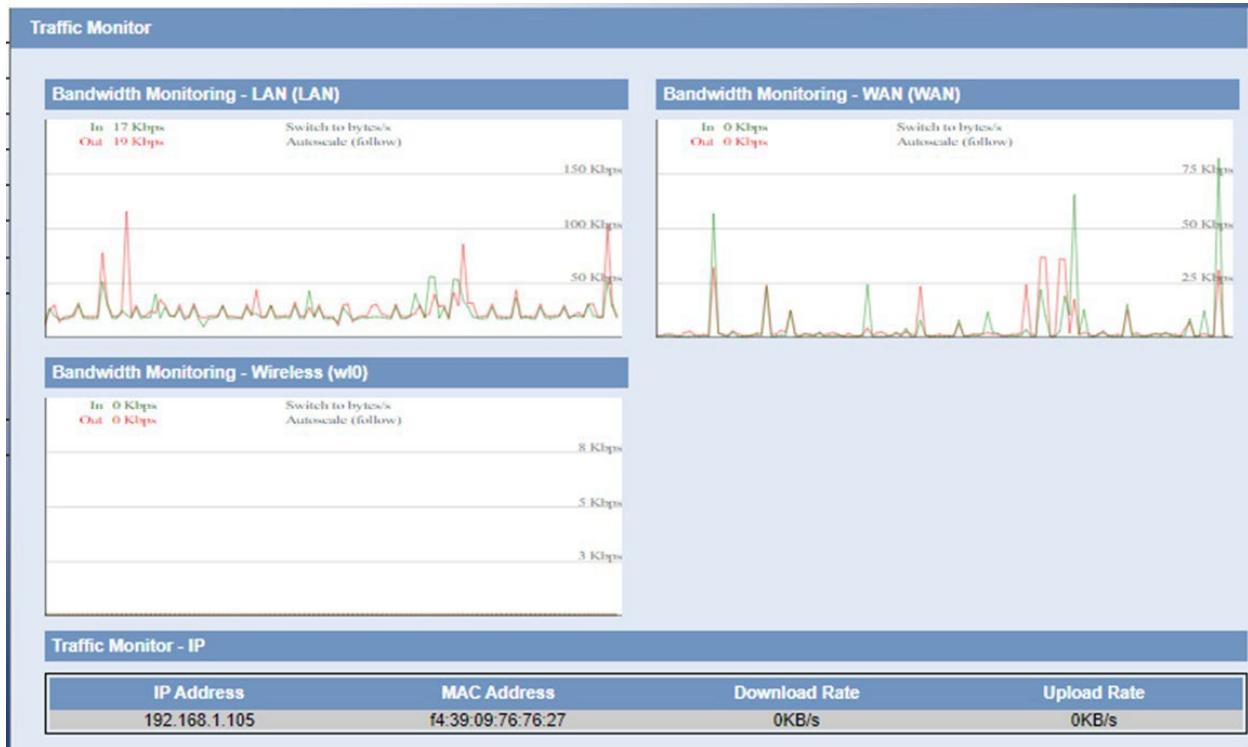 Traffic Monitor
Bandwidth Monitoring - LAN (LAN)
In 17 Kbps Switch to bytes/s
Out 19 Kbps Autoscale (follow)
150 Kbps
100 Kbps
50 Kbps
Bandwidth Monitoring - WAN (WAN)
In 0 Kbps Switch to bytes/s
Out 0 Kbps Autoscale (follow)
75 Kbps
50 Kbps
25 Kbps
Bandwidth Monitoring - Wireless (wl0)
In 0 Kbps Switch to bytes/s
Out 0 Kbps Autoscale (follow)
8 Kbps
5 Kbps
3 Kbps
Traffic Monitor - IP
IP Address MAC Address Download Rate Upload Rate
192.168.1.105 f4:39:09:76:76:27 0KB/s 0KB/s